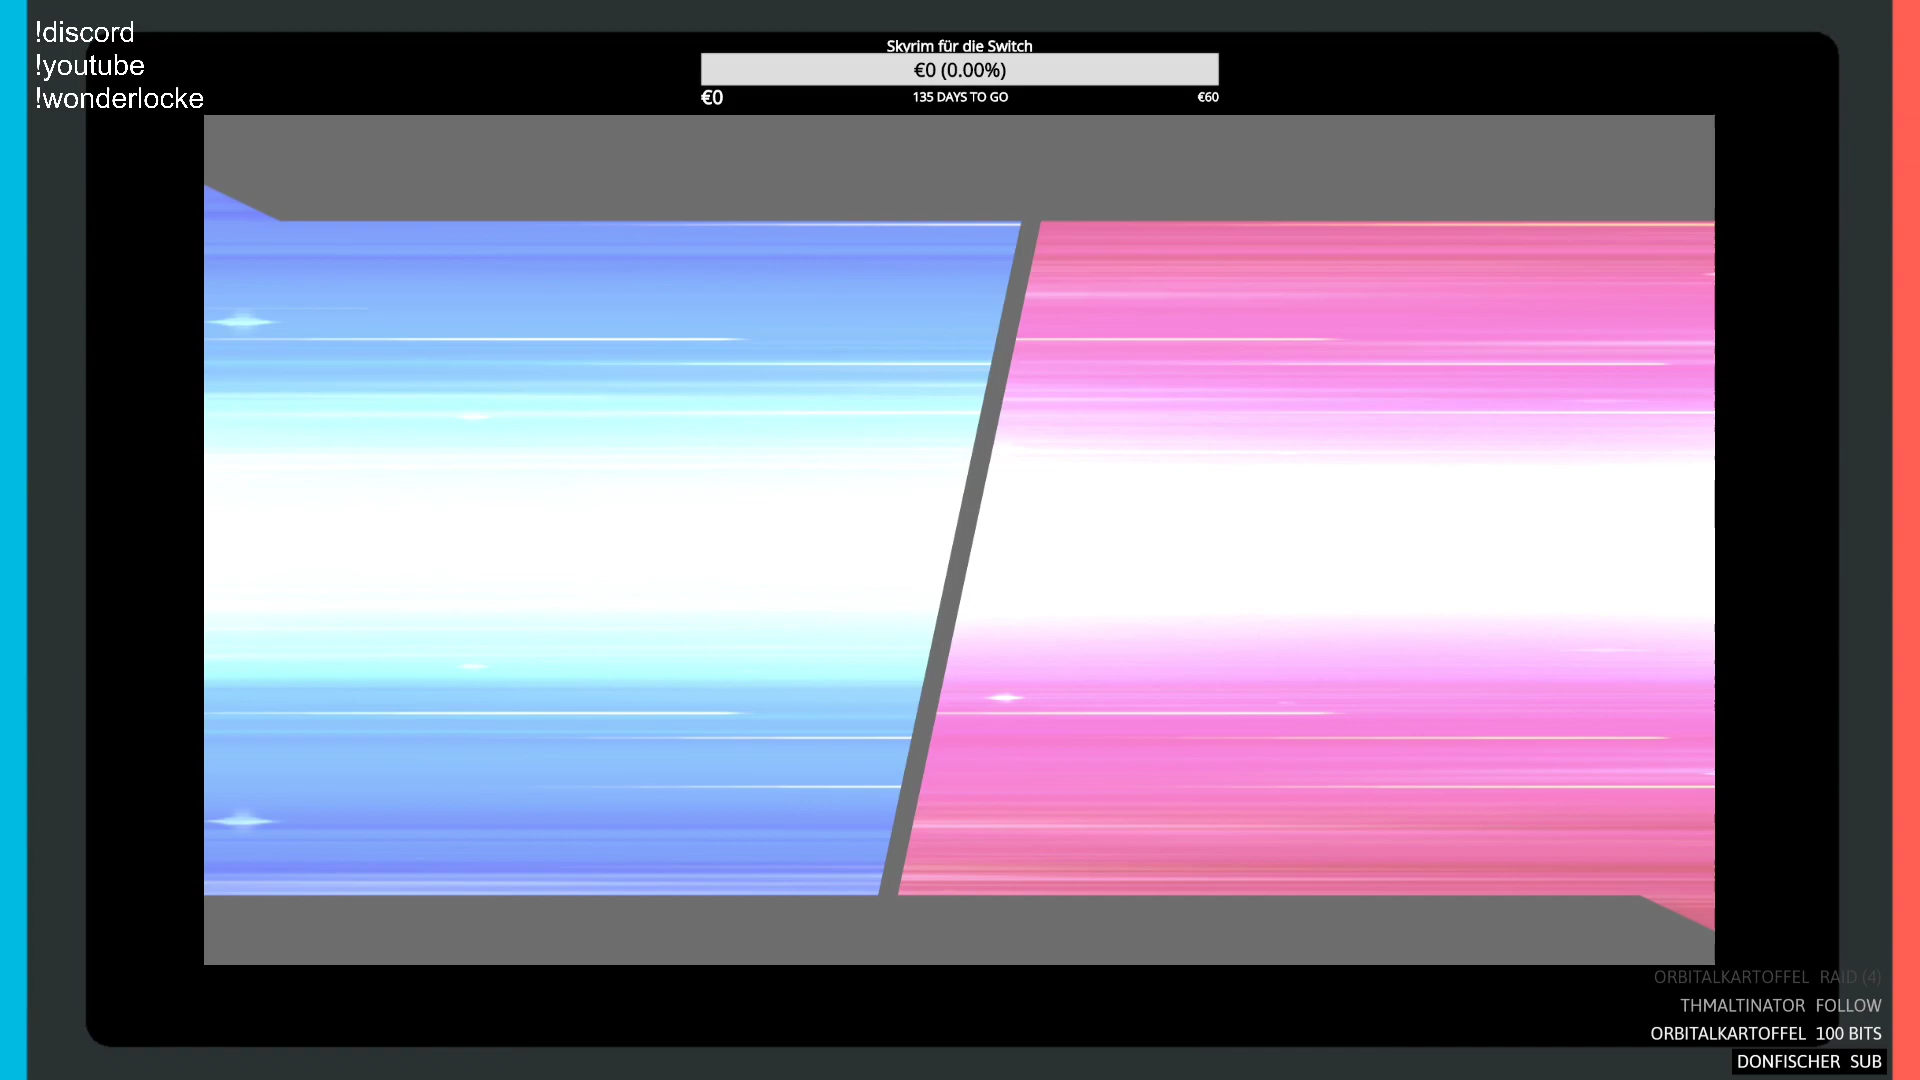 !discord
!youtube
!wonderlocke
Skyrim für die Switch
€0 (0.00%)
€0 135 DAYS TO GO €60
ORBITALKARTOFFEL RAID (4)
THMALTINATOR FOLLOW
ORBITALKARTOFFEL 100 BITS
DONFISCHER SUB